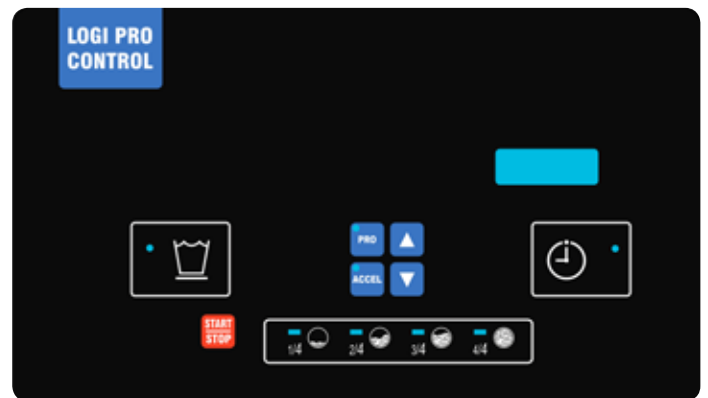 LOGI PRO
CONTROL
PRO
ACCEL
START
STOP
1/4
2/4
3/4
4/4